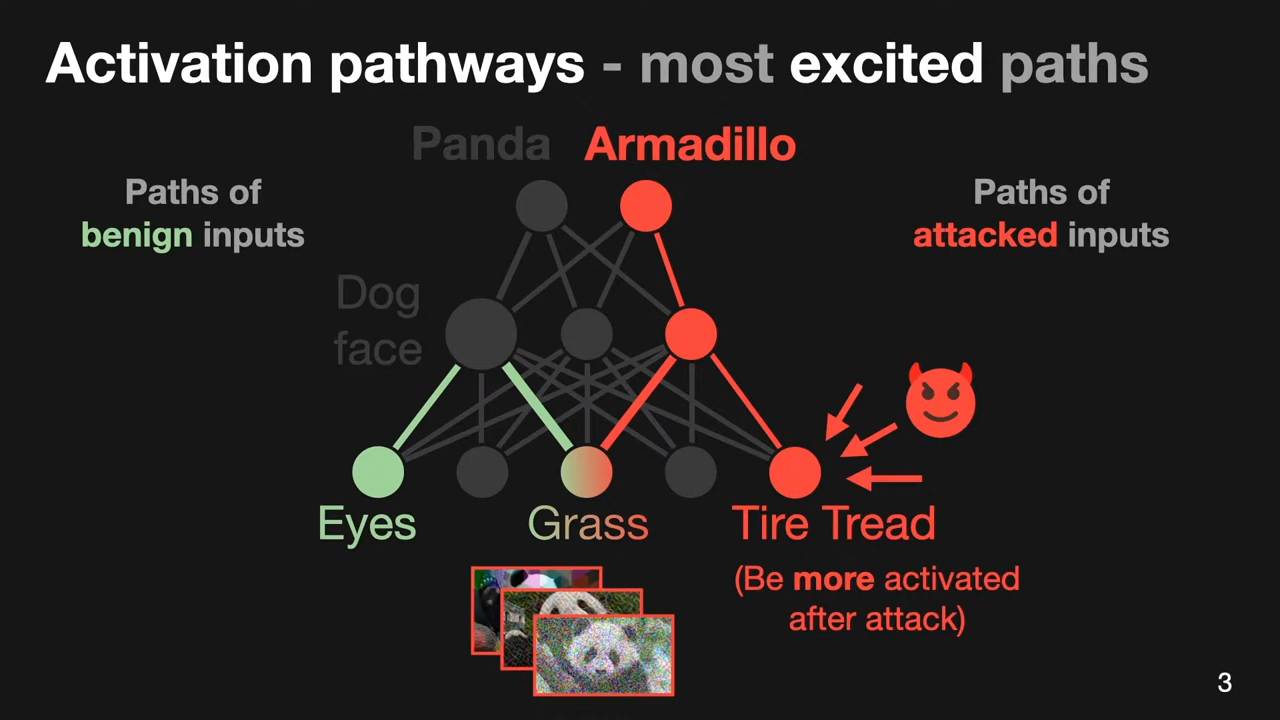 Activation pathways - most excited paths
Panda Armadillo
Paths of
benign inputs
Paths of
attacked inputs
Dog
face
Eyes
Grass
Tire Tread
(Be more activated
after attack)
3